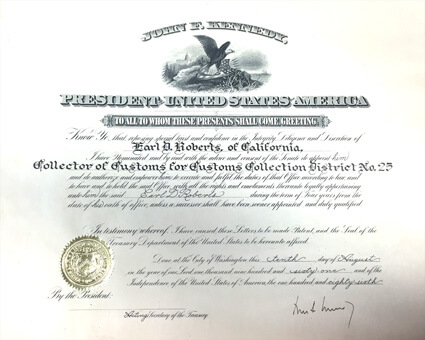 JOHN F. KENNEDY,
PRESIDENT OF THE UNITED STATES OF AMERICA
TO ALL TO WHOM THESE PRESENTS SHALL COME, GREETING:
Know Ye, that reposing special trust and confidence in the Integrity, Diligence and Discretion of
Earl D. Roberts, of California,
I have Nominated and by and with the advice and consent of the Senate do appoint him
Collector of Customs for Customs Collection District No. 25
and do authorize and empower him to execute and fulfil the duties of that Office according to law and
to have and to hold the said Office, with all the rights and emoluments thereunto legally appertaining
unto him the said Earl D. Roberts during the term of four years from the
date of his oath of office, unless a successor shall have been sooner appointed and duly qualified.
In testimony whereof, I have caused these Letters to be made Patent, and the Seal of the
Treasury Department of the United States to be hereunto affixed.
Done at the City of Washington this tenth day of August
in the year of our Lord one thousand nine hundred and sixty one and of the
Independence of the United States of America, the one hundred and eighty sixth
By the President:
Acting Secretary of the Treasury.